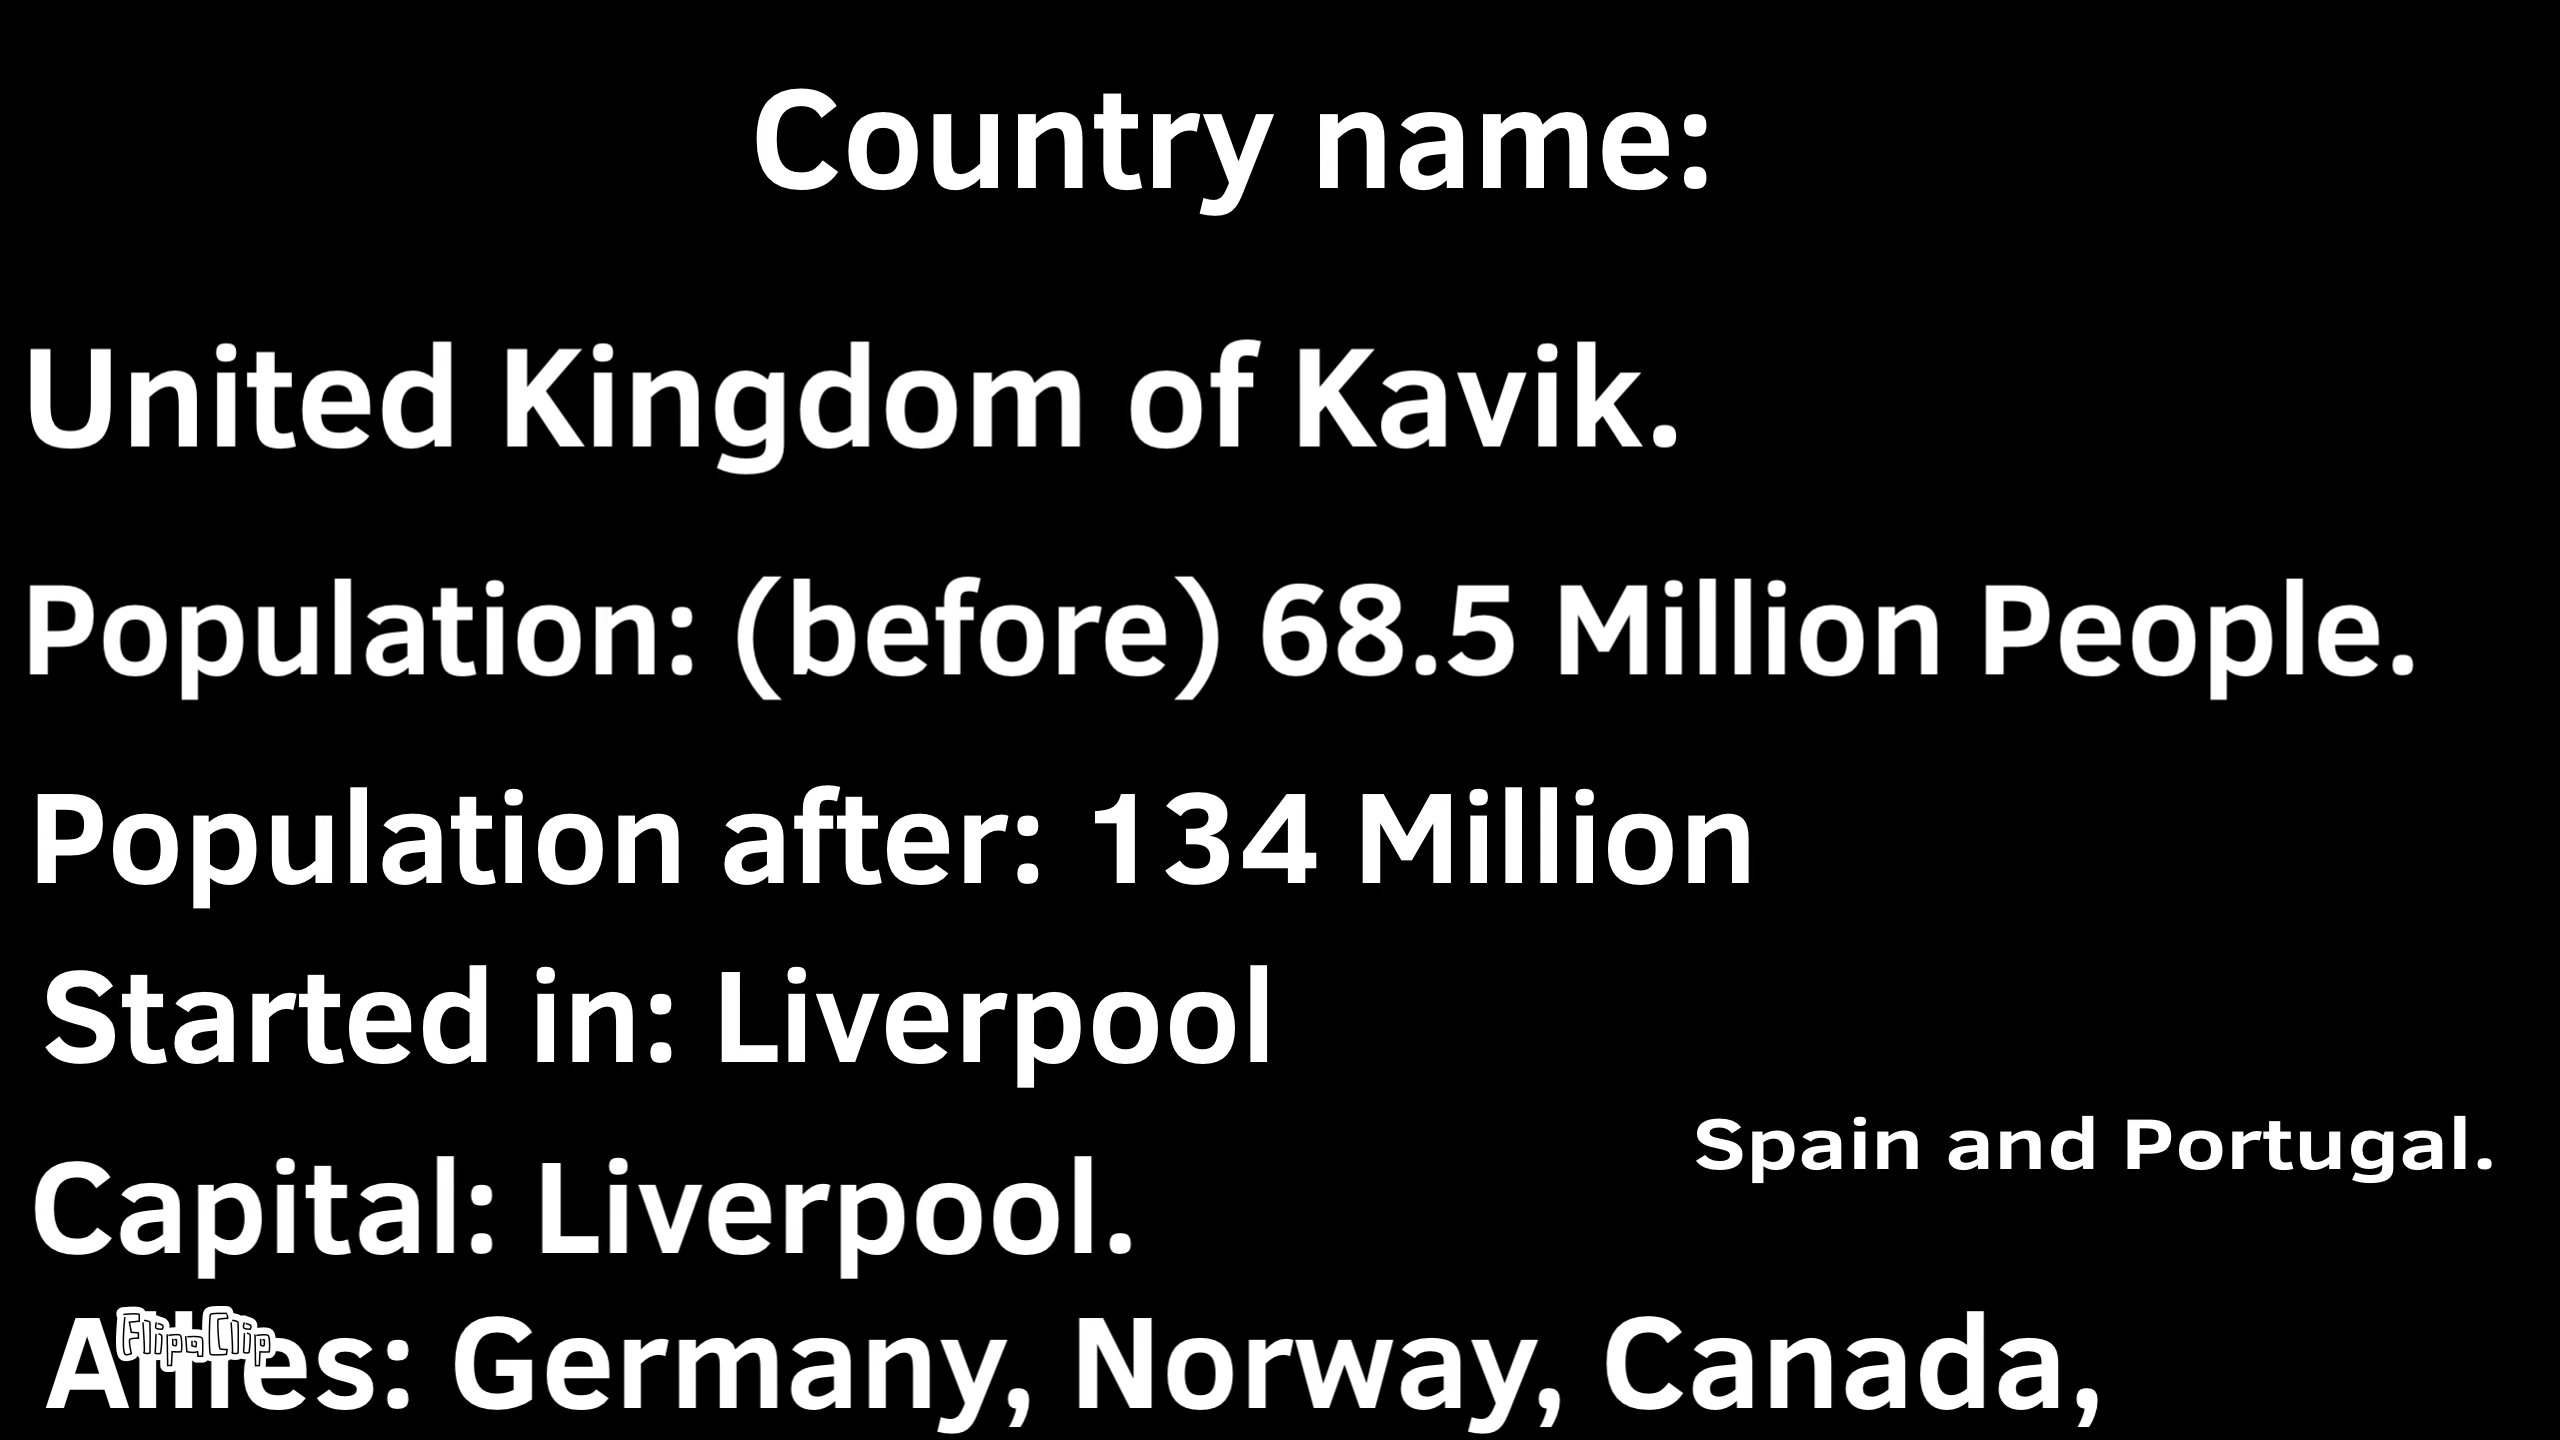 Country name:
United Kingdom of Kavik.
Population: (before) 68.5 Million People.
Population after: 134 Million
Started in: Liverpool
Capital: Liverpool.
Allies: Germany, Norway, Canada,
Spain and Portugal.
FlipaClip